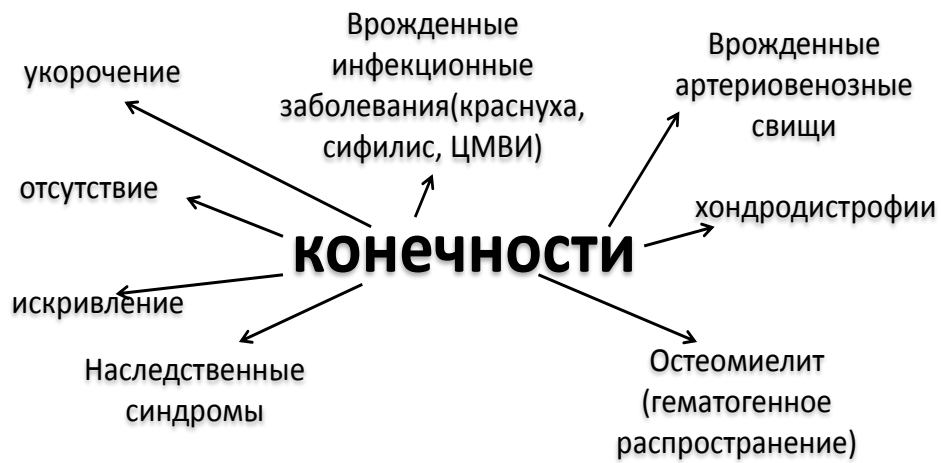 укорочение
Врожденные
инфекционные
заболевания(краснуха,
сифилис, ЦМВИ)
Врожденные
артериовенозные
свищи
отсутствие
хондродистрофии
конечности
искривление
Наследственные
синдромы
Остеомиелит
(гематогенное
распространение)